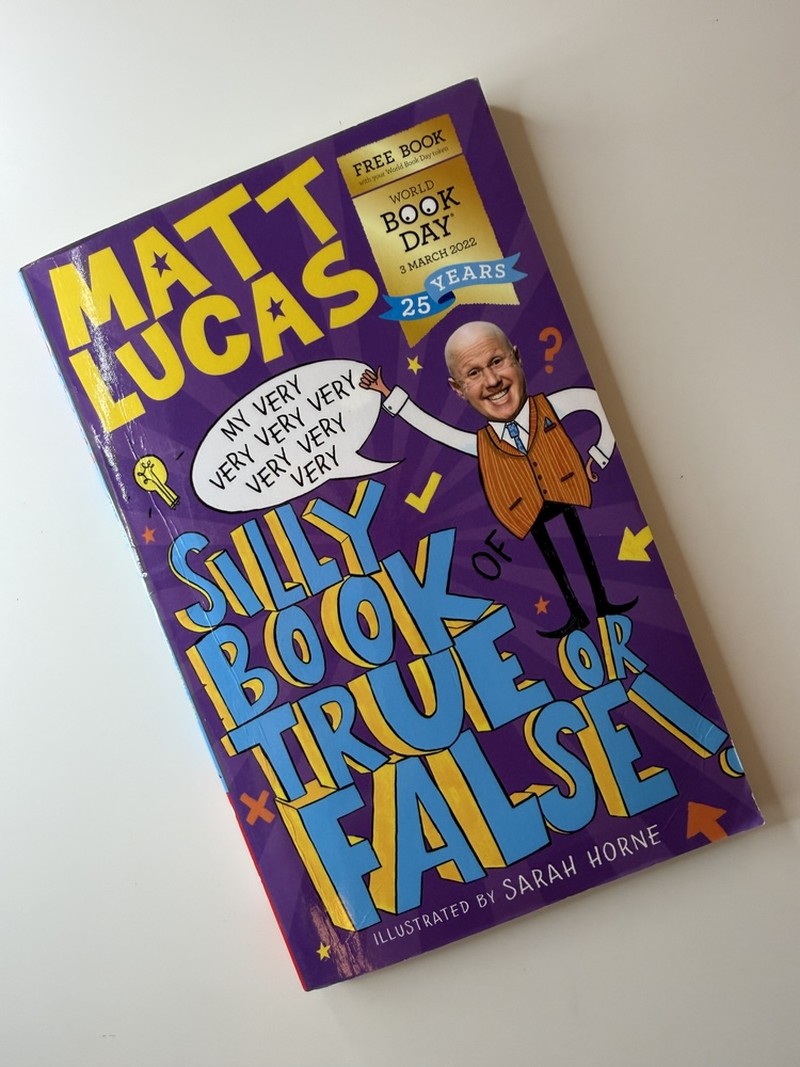 MATT
LUCAS
FREE BOOK
with your World Book Day token
WORLD
BOOK
DAY®
3 MARCH 2022
25 YEARS
MY VERY
VERY VERY VERY
VERY VERY
VERY
SILLY
BOOK OF
TRUE OR
FALSE!
ILLUSTRATED BY SARAH HORNE